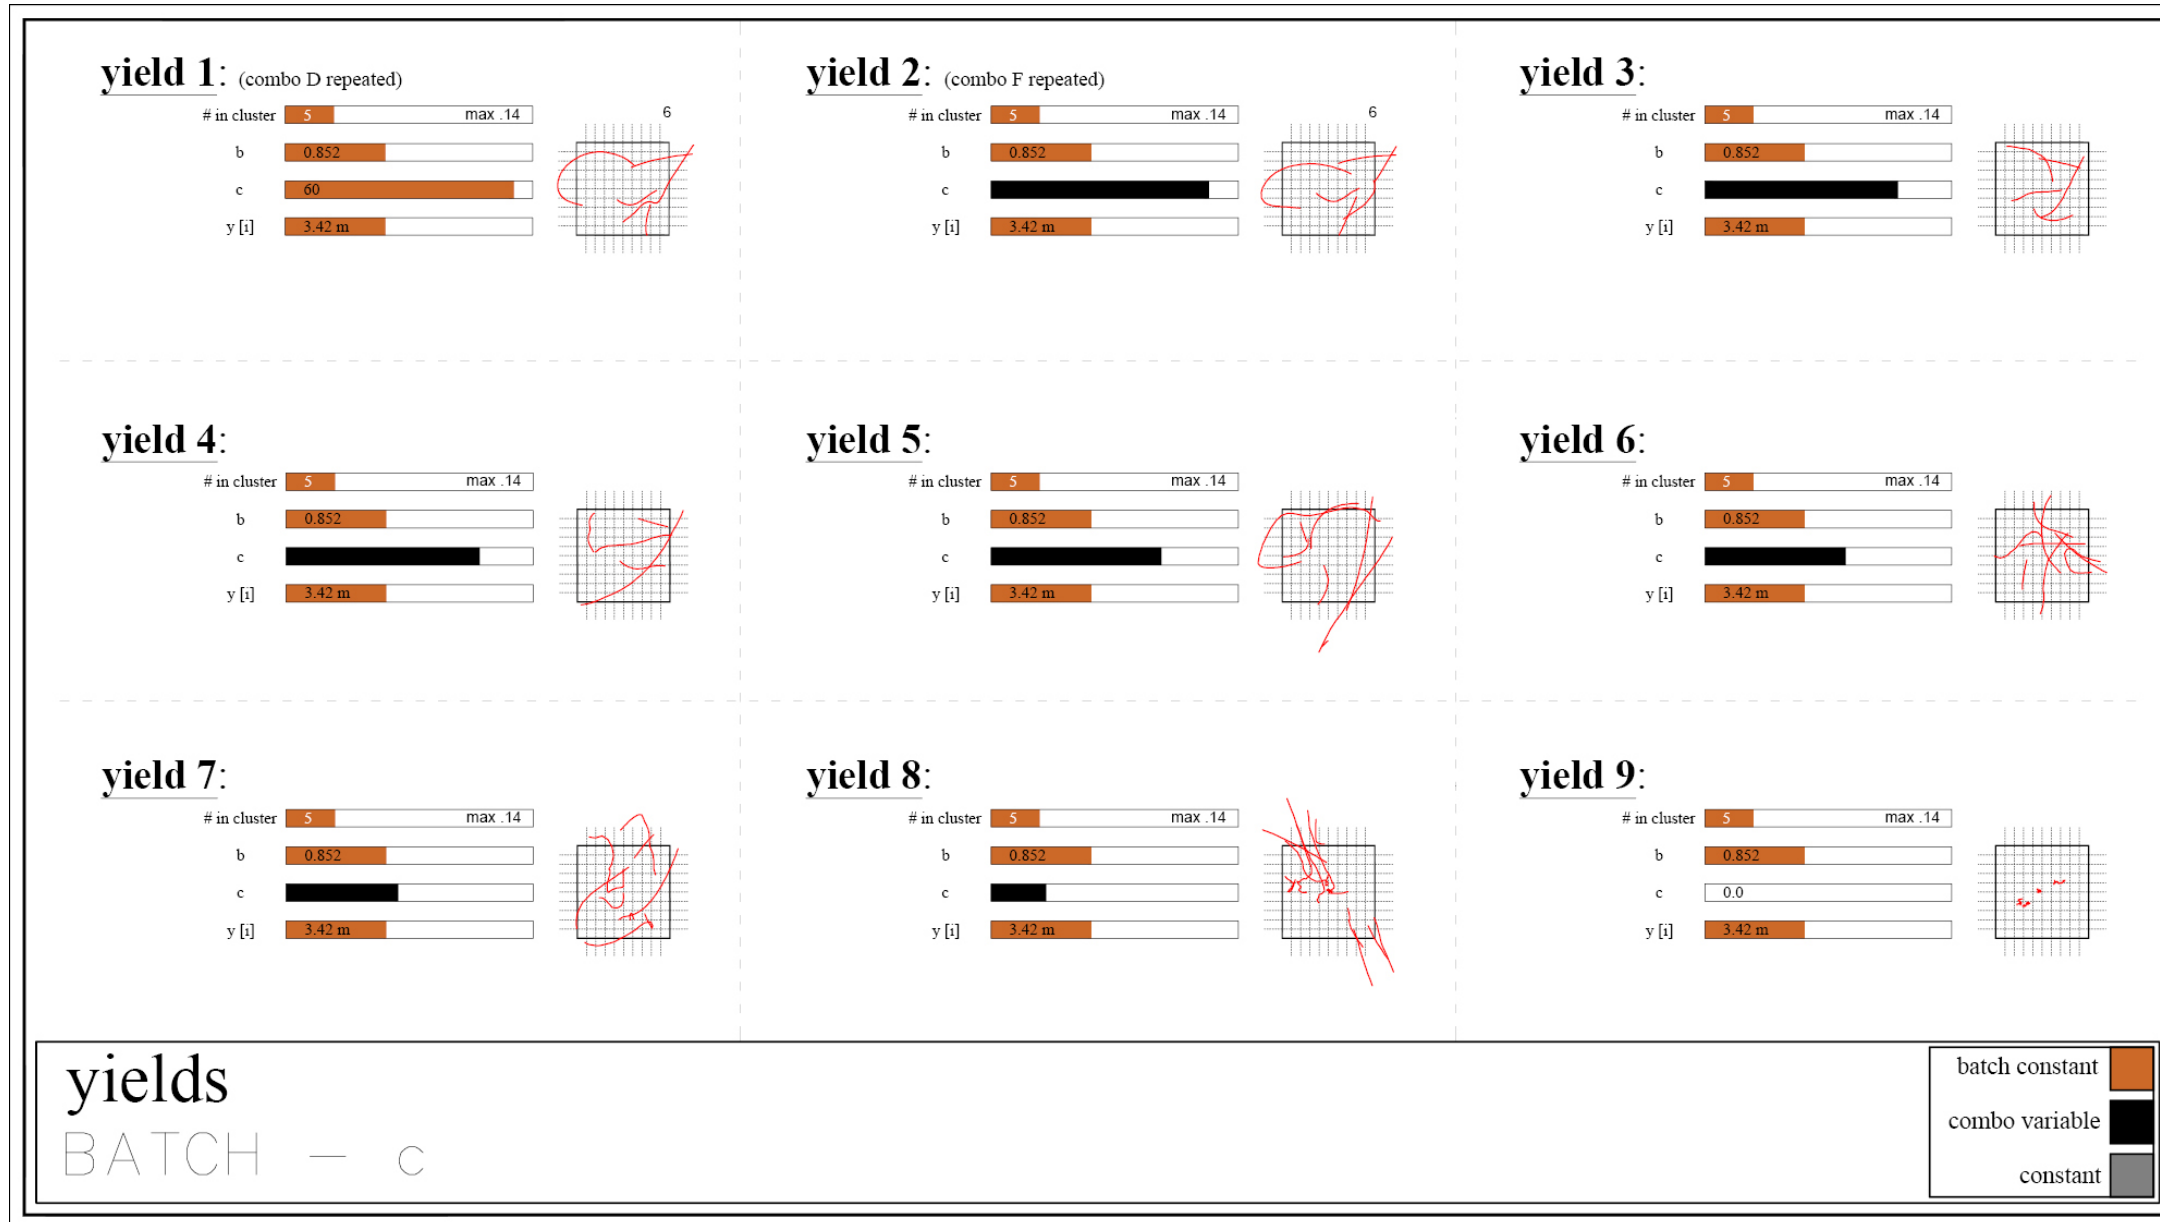 yield 1: (combo D repeated)
# in cluster 5 max .14
6
b 0.852
c 60
y [i] 3.42 m
yield 2: (combo F repeated)
# in cluster 5 max .14
6
b 0.852
c
y [i] 3.42 m
yield 3:
# in cluster 5 max .14
b 0.852
c
y [i] 3.42 m
yield 4:
# in cluster 5 max .14
b 0.852
c
y [i] 3.42 m
yield 5:
# in cluster 5 max .14
b 0.852
c
y [i] 3.42 m
yield 6:
# in cluster 5 max .14
b 0.852
c
y [i] 3.42 m
yield 7:
# in cluster 5 max .14
b 0.852
c
y [i] 3.42 m
yield 8:
# in cluster 5 max .14
b 0.852
c
y [i] 3.42 m
yield 9:
# in cluster 5 max .14
b 0.852
c 0.0
y [i] 3.42 m
yields
BATCH - c
batch constant
combo variable
constant